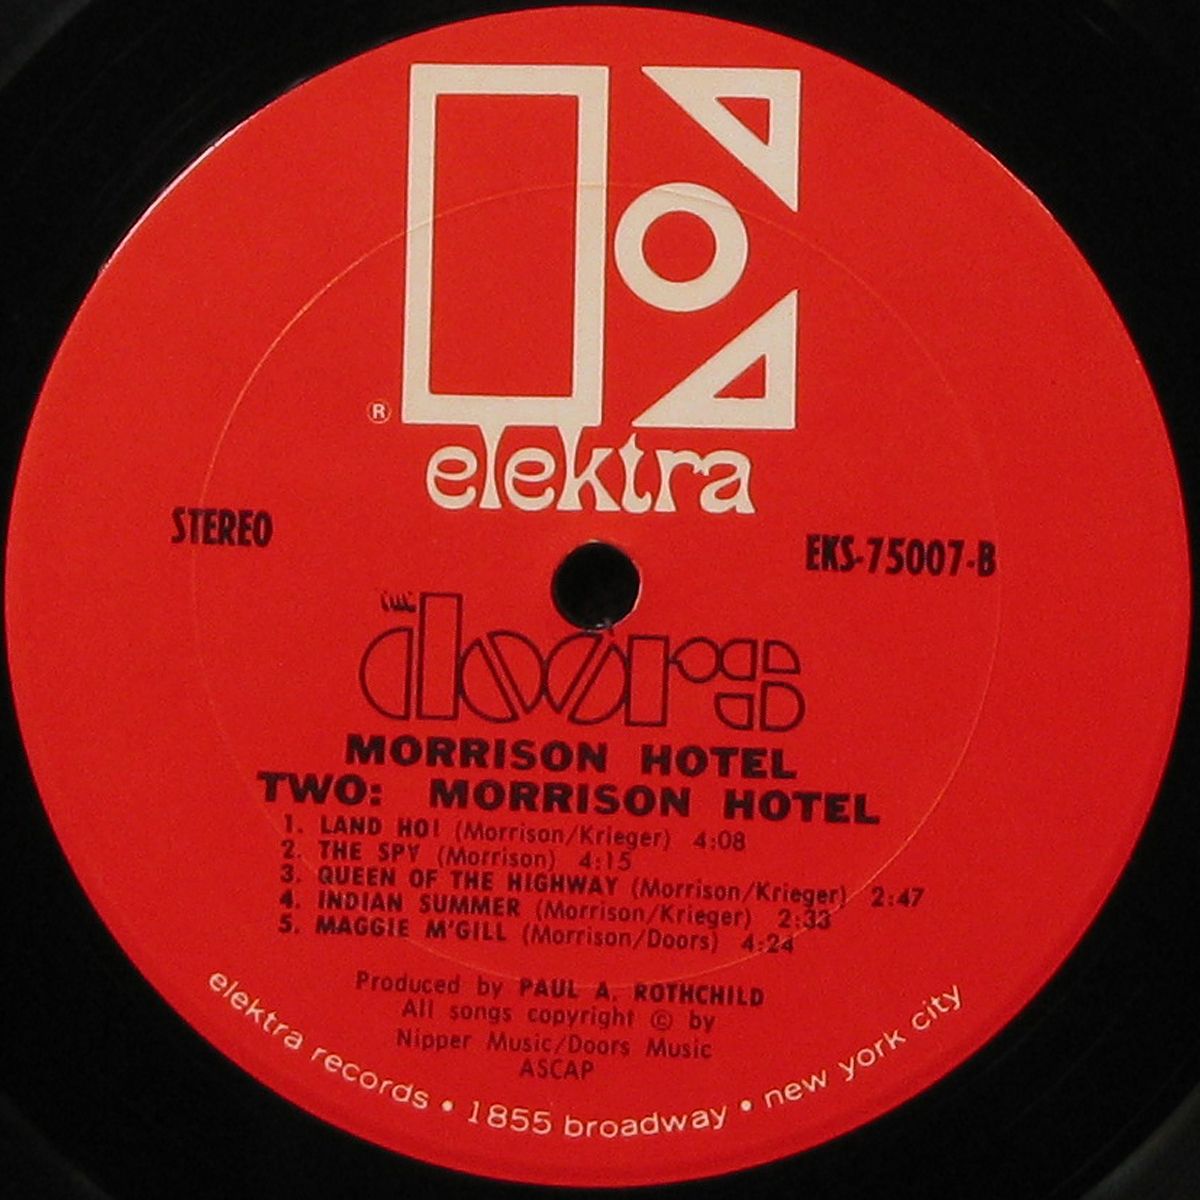 ®
elektra
STEREO
EKS-75007-B
THE
doors
MORRISON HOTEL
TWO: MORRISON HOTEL
1. LAND HO! (Morrison/Krieger) 4:08
2. THE SPY (Morrison) 4:15
3. QUEEN OF THE HIGHWAY (Morrison/Krieger) 2:47
4. INDIAN SUMMER (Morrison/Krieger) 2:33
5. MAGGIE M'GILL (Morrison/Doors) 4:24
Produced by PAUL A. ROTHCHILD
All songs copyright © by
Nipper Music/Doors Music
ASCAP
elektra records • 1855 broadway • new york city